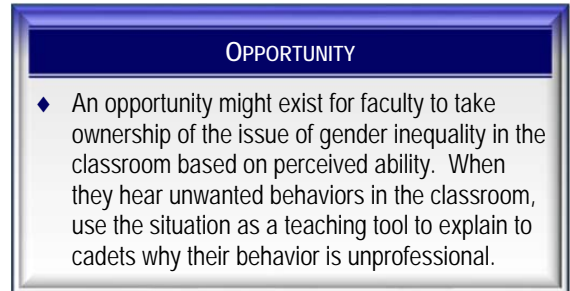 OPPORTUNITY
♦ An opportunity might exist for faculty to take
ownership of the issue of gender inequality in the
classroom based on perceived ability.  When
they hear unwanted behaviors in the classroom,
use the situation as a teaching tool to explain to
cadets why their behavior is unprofessional.